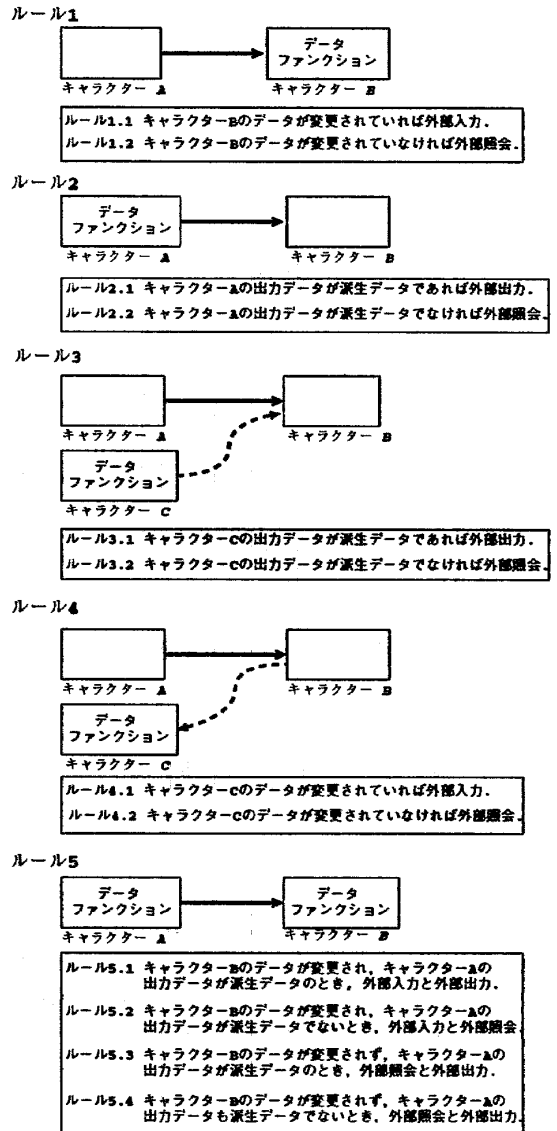 ルール1
データ
ファンクション
キャラクター A
キャラクター B
ルール1.1 キャラクターBのデータが変更されていれば外部入力.
ルール1.2 キャラクターBのデータが変更されていなければ外部照会.
ルール2
データ
ファンクション
キャラクター A
キャラクター B
ルール2.1 キャラクターAの出力データが派生データであれば外部出力.
ルール2.2 キャラクターAの出力データが派生データでなければ外部照会.
ルール3
キャラクター A
キャラクター B
データ
ファンクション
キャラクター C
ルール3.1 キャラクターCの出力データが派生データであれば外部出力.
ルール3.2 キャラクターCの出力データが派生データでなければ外部照会.
ルール4
キャラクター A
キャラクター B
データ
ファンクション
キャラクター C
ルール4.1 キャラクターCのデータが変更されていれば外部入力.
ルール4.2 キャラクターCのデータが変更されていなければ外部照会.
ルール5
データ
ファンクション
データ
ファンクション
キャラクター A
キャラクター B
ルール5.1 キャラクターBのデータが変更され, キャラクターAの
出力データが派生データのとき, 外部入力と外部出力.
ルール5.2 キャラクターBのデータが変更され, キャラクターAの
出力データが派生データでないとき, 外部入力と外部照会.
ルール5.3 キャラクターBのデータが変更されず, キャラクターAの
出力データが派生データのとき, 外部照会と外部出力.
ルール5.4 キャラクターBのデータが変更されず, キャラクターAの
出力データも派生データでないとき, 外部照会と外部出力.